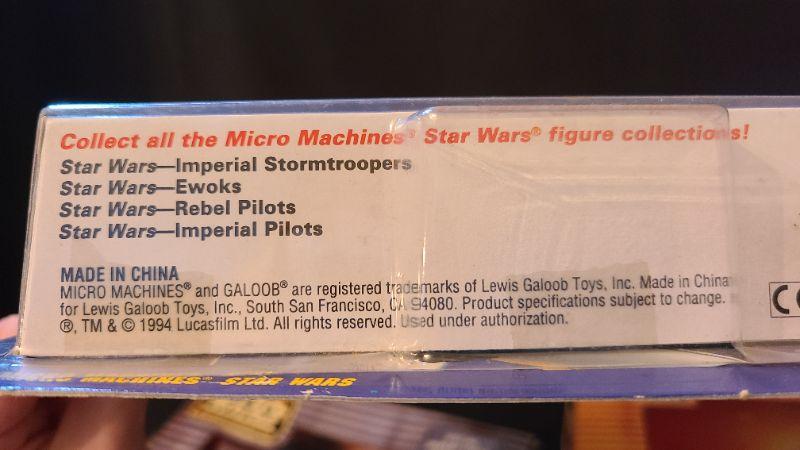 Collect all the Micro Machines® Star Wars® figure collections!
Star Wars—Imperial Stormtroopers
Star Wars—Ewoks
Star Wars—Rebel Pilots
Star Wars—Imperial Pilots
MADE IN CHINA
MICRO MACHINES® and GALOOB® are registered trademarks of Lewis Galoob Toys, Inc. Made in China
for Lewis Galoob Toys, Inc., South San Francisco, CA 94080. Product specifications subject to change.
®, TM & © 1994 Lucasfilm Ltd. All rights reserved. Used under authorization.
MACHINES® STAR WARS